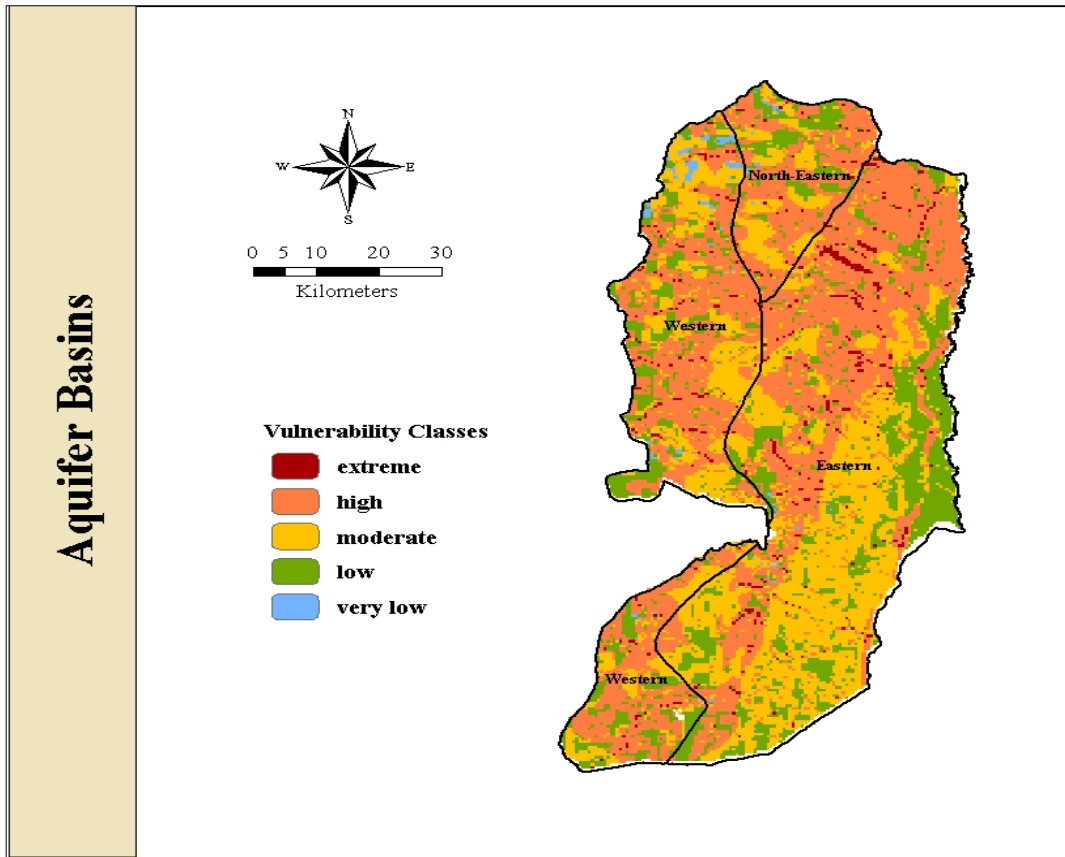 Aquifer Basins
N
W
E
S
0 5 10 20 30
Kilometers
Vulnerability Classes
extreme
high
moderate
low
very low
North-Eastern
Western
Eastern
Western